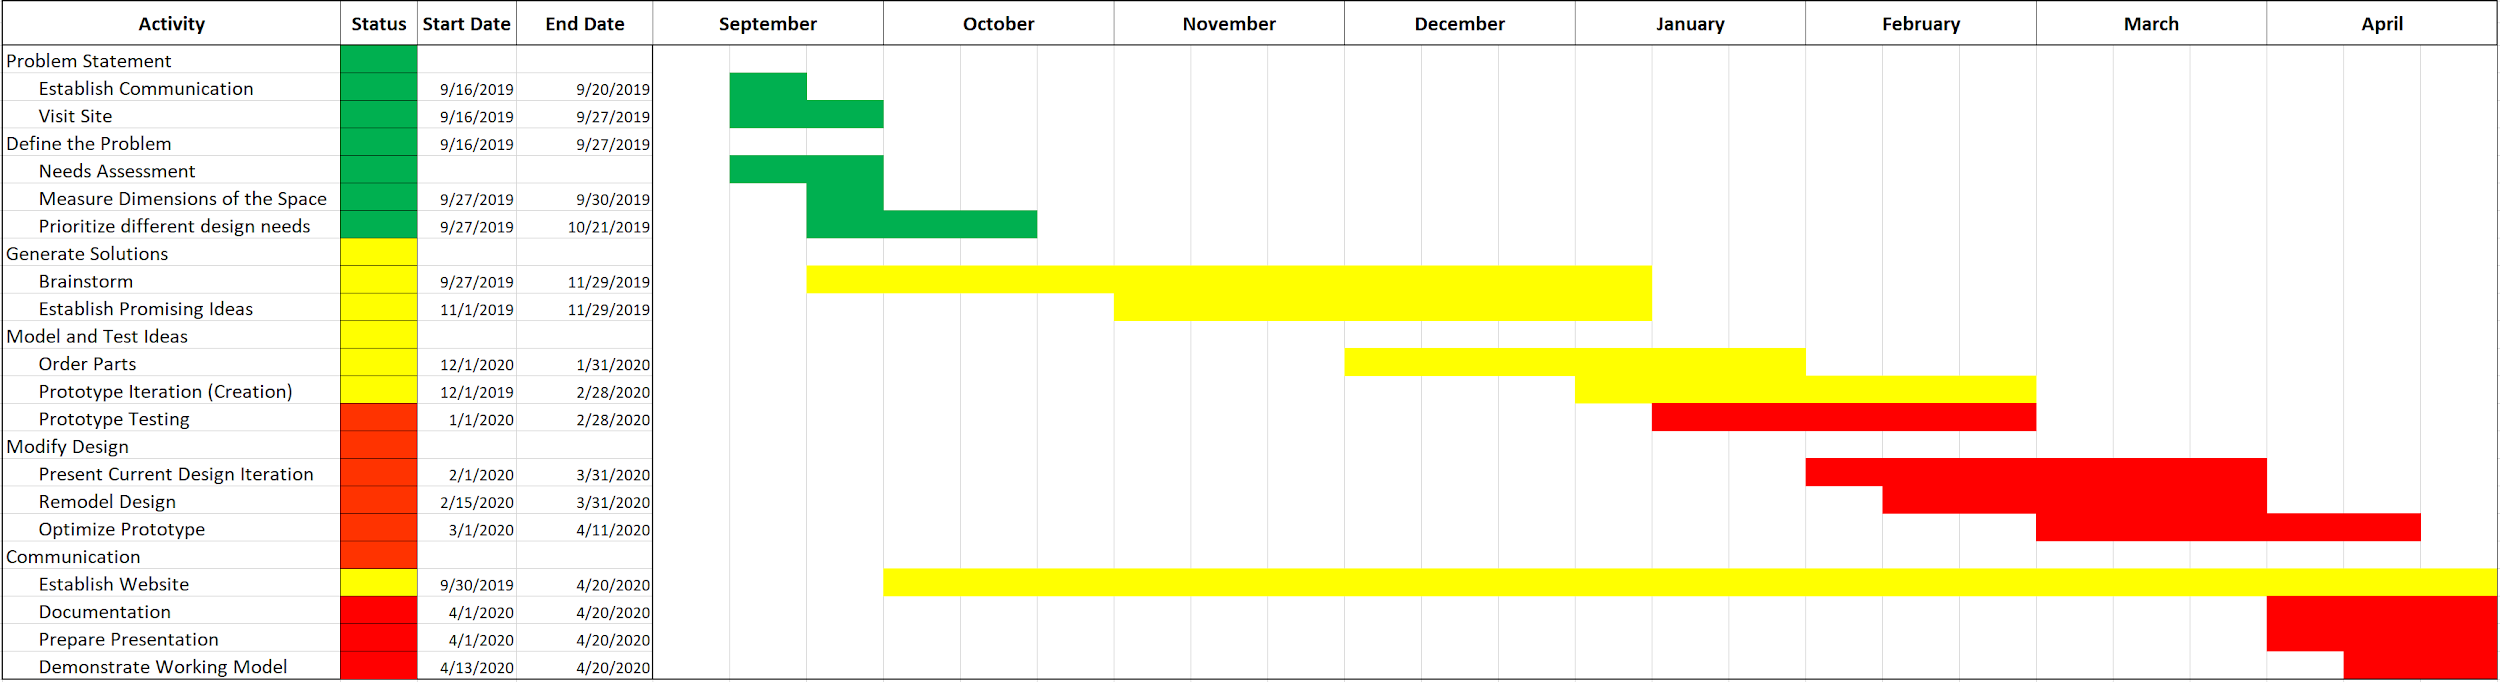 Activity Status Start Date End Date September October November December January February March April
Problem Statement
Establish Communication 9/16/2019 9/20/2019
Visit Site 9/16/2019 9/27/2019
Define the Problem 9/16/2019 9/27/2019
Needs Assessment
Measure Dimensions of the Space 9/27/2019 9/30/2019
Prioritize different design needs 9/27/2019 10/21/2019
Generate Solutions
Brainstorm 9/27/2019 11/29/2019
Establish Promising Ideas 11/1/2019 11/29/2019
Model and Test Ideas
Order Parts 12/1/2020 1/31/2020
Prototype Iteration (Creation) 12/1/2019 2/28/2020
Prototype Testing 1/1/2020 2/28/2020
Modify Design
Present Current Design Iteration 2/1/2020 3/31/2020
Remodel Design 2/15/2020 3/31/2020
Optimize Prototype 3/1/2020 4/11/2020
Communication
Establish Website 9/30/2019 4/20/2020
Documentation 4/1/2020 4/20/2020
Prepare Presentation 4/1/2020 4/20/2020
Demonstrate Working Model 4/13/2020 4/20/2020